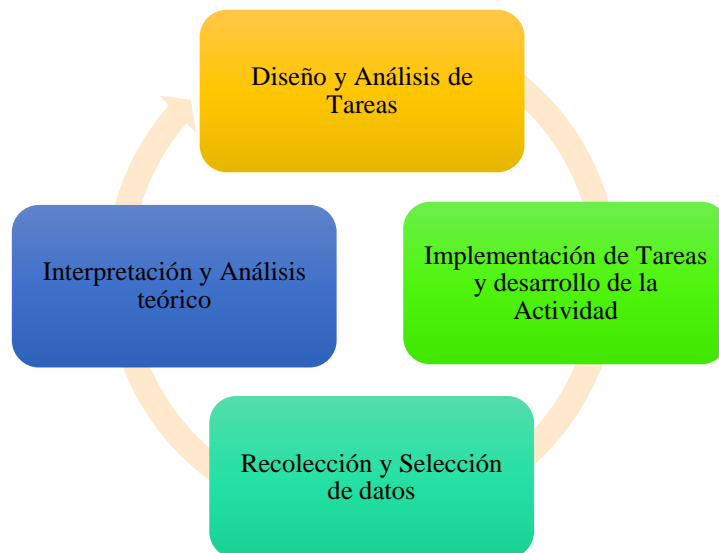 Diseño y Análisis de
Tareas
Implementación de Tareas
y desarrollo de la
Actividad
Recolección y Selección
de datos
Interpretación y Análisis
teórico